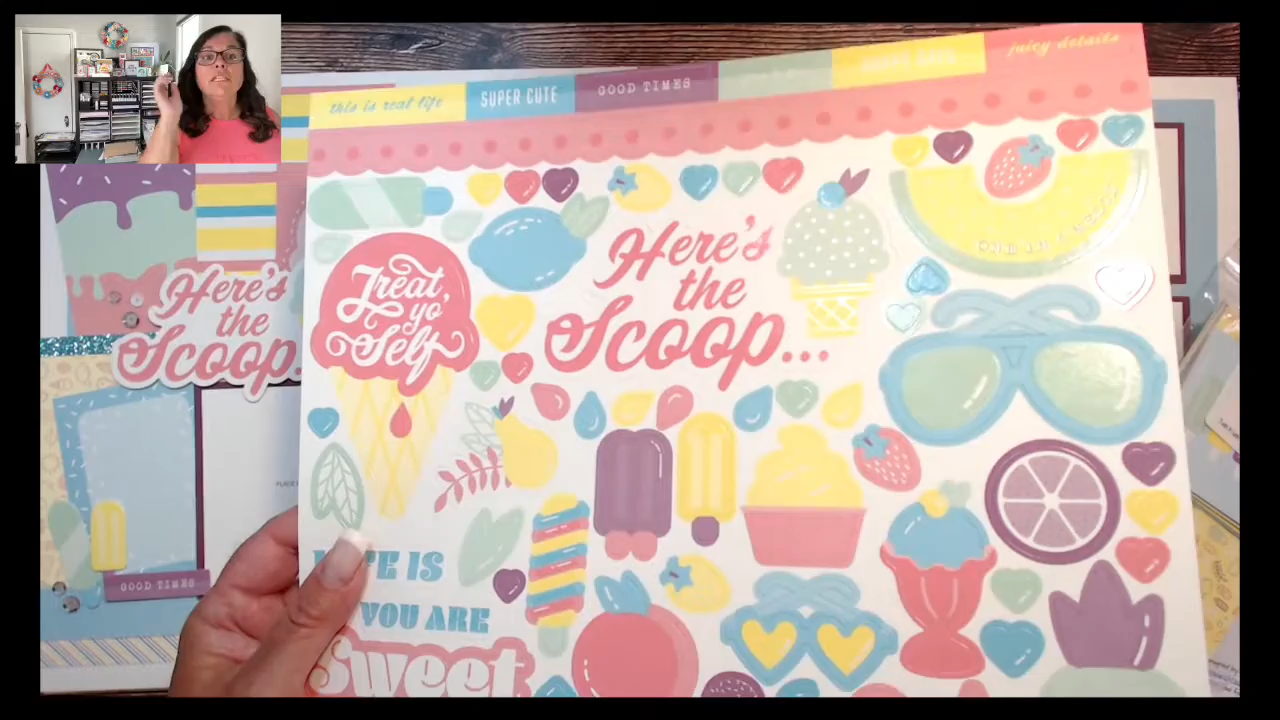 this is real life
SUPER CUTE
GOOD TIMES
juicy details
Treat
yo
Self
Here's
the
Scoop...
Here's
the
Scoop.
GOOD TIMES
IS
YOU ARE
Sweet